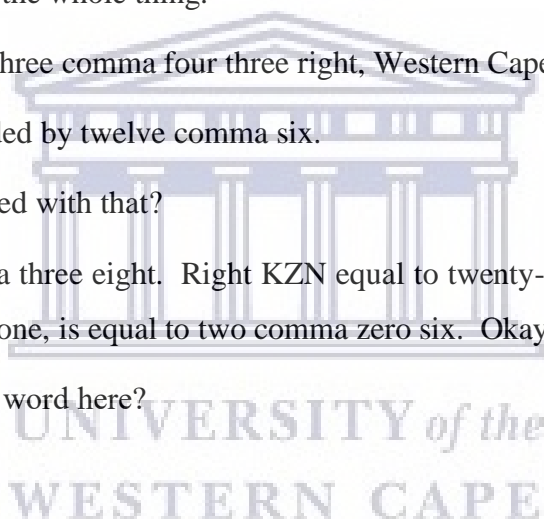 the whole thing.
hree comma four three right, Western Cape
ded by twelve comma six.
ed with that?
a three eight. Right KZN equal to twenty-
one, is equal to two comma zero six. Okay
word here?
UNIVERSITY of the
WESTERN CAPE